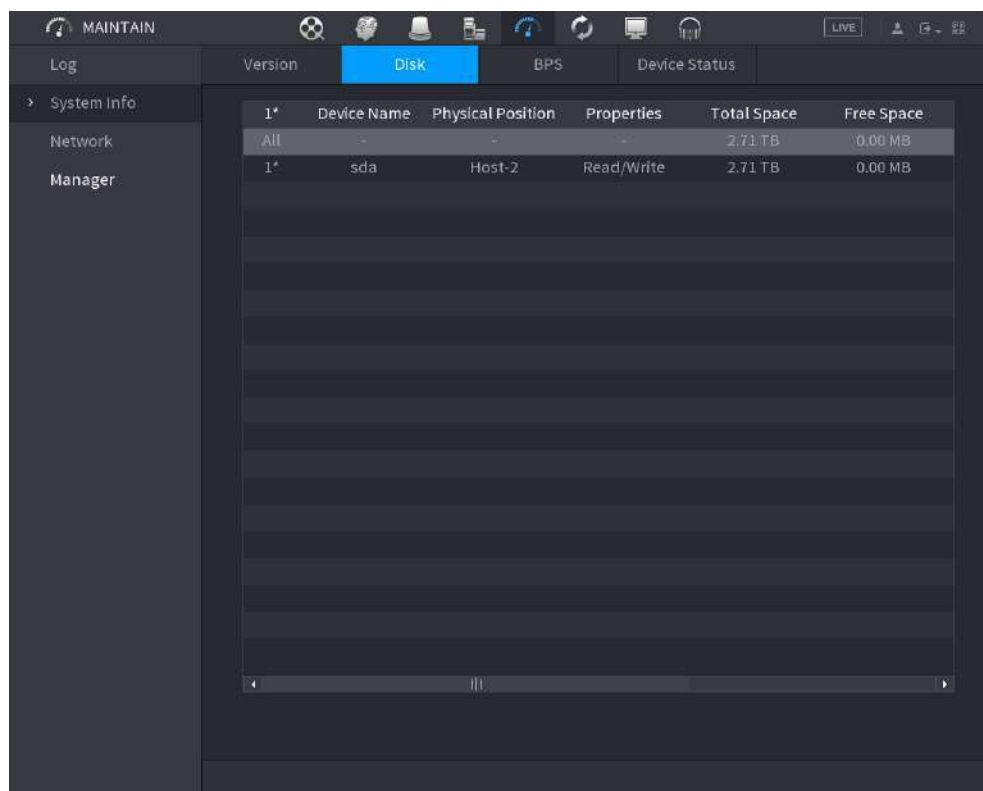 MAINTAIN LIVE
Log Version Disk BPS Device Status
System Info
1* Device Name Physical Position Properties Total Space Free Space
Network All - - - 2.71 TB 0.00 MB
1* sda Host-2 Read/Write 2.71 TB 0.00 MB
Manager